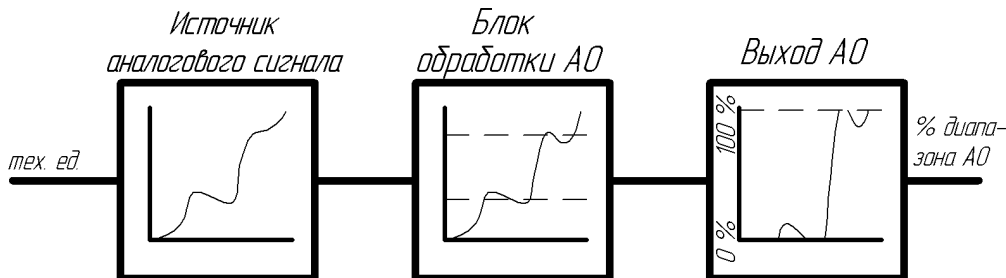 Источник
аналогового сигнала
Блок
обработки АО
Выход АО
тех. ед.
100 %
0 %
% диапа-
зона АО